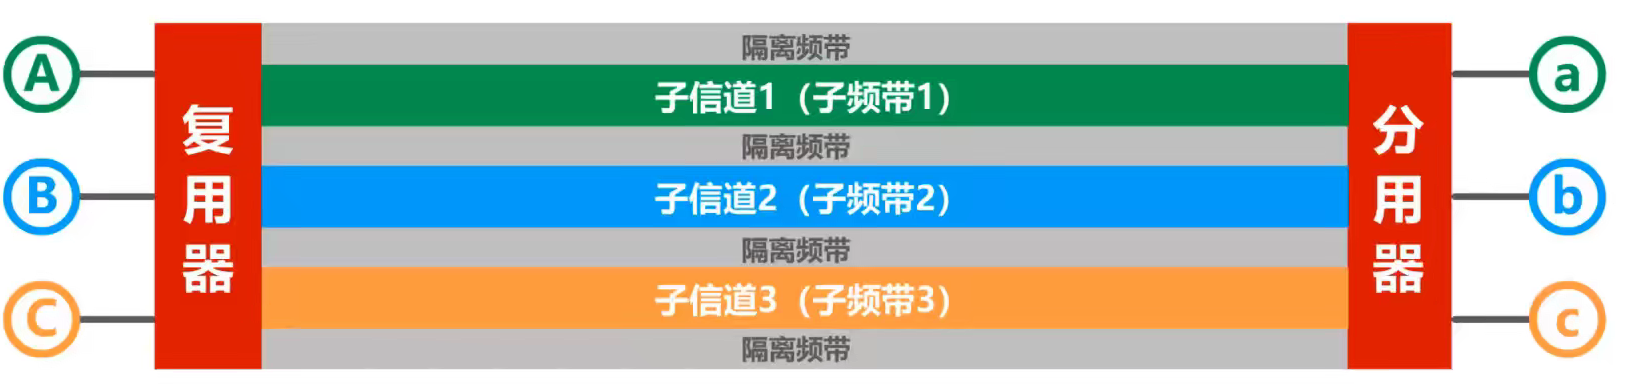 隔离频带
A
子信道1（子频带1）
a
隔离频带
复用器
B
子信道2（子频带2）
b
分用器
隔离频带
C
子信道3（子频带3）
c
隔离频带